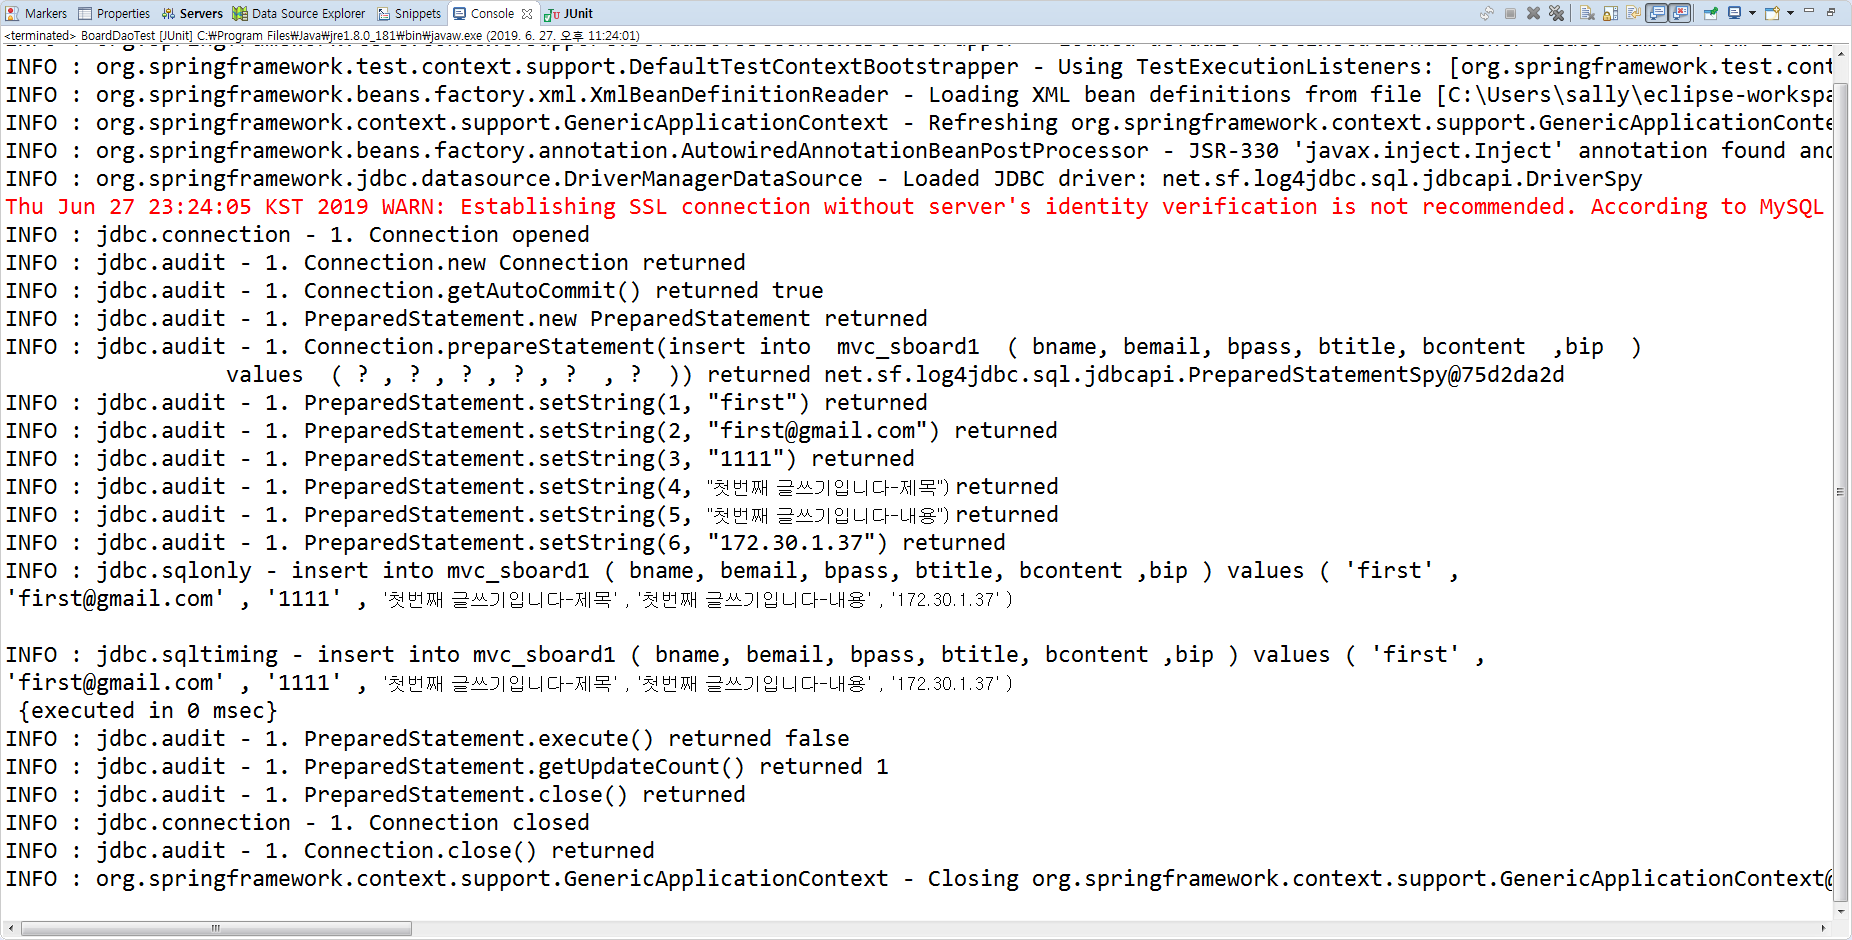 Markers Properties Servers Data Source Explorer Snippets Console JUnit
<terminated> BoardDaoTest [JUnit] C:₩Program Files₩Java₩jre1.8.0_181₩bin₩javaw.exe (2019. 6. 27. 오후 11:24:01)
INFO : org.springframework.test.context.support.DefaultTestContextBootstrapper - Using TestExecutionListeners: [org.springframework.test.cont
INFO : org.springframework.beans.factory.xml.XmlBeanDefinitionReader - Loading XML bean definitions from file [C:\Users\sally\eclipse-workspa
INFO : org.springframework.context.support.GenericApplicationContext - Refreshing org.springframework.context.support.GenericApplicationConte
INFO : org.springframework.beans.factory.annotation.AutowiredAnnotationBeanPostProcessor - JSR-330 'javax.inject.Inject' annotation found and
INFO : org.springframework.jdbc.datasource.DriverManagerDataSource - Loaded JDBC driver: net.sf.log4jdbc.sql.jdbcapi.DriverSpy
Thu Jun 27 23:24:05 KST 2019 WARN: Establishing SSL connection without server's identity verification is not recommended. According to MySQL
INFO : jdbc.connection - 1. Connection opened
INFO : jdbc.audit - 1. Connection.new Connection returned
INFO : jdbc.audit - 1. Connection.getAutoCommit() returned true
INFO : jdbc.audit - 1. PreparedStatement.new PreparedStatement returned
INFO : jdbc.audit - 1. Connection.prepareStatement(insert into  mvc_sboard1  ( bname, bemail, bpass, btitle, bcontent  ,bip  )
values  ( ? , ? , ? , ? , ?  , ?  )) returned net.sf.log4jdbc.sql.jdbcapi.PreparedStatementSpy@75d2da2d
INFO : jdbc.audit - 1. PreparedStatement.setString(1, "first") returned
INFO : jdbc.audit - 1. PreparedStatement.setString(2, "first@gmail.com") returned
INFO : jdbc.audit - 1. PreparedStatement.setString(3, "1111") returned
INFO : jdbc.audit - 1. PreparedStatement.setString(4, "첫번째 글쓰기입니다-제목") returned
INFO : jdbc.audit - 1. PreparedStatement.setString(5, "첫번째 글쓰기입니다-내용") returned
INFO : jdbc.audit - 1. PreparedStatement.setString(6, "172.30.1.37") returned
INFO : jdbc.sqlonly - insert into mvc_sboard1 ( bname, bemail, bpass, btitle, bcontent ,bip ) values ( 'first' ,
'first@gmail.com' , '1111' , '첫번째 글쓰기입니다-제목' , '첫번째 글쓰기입니다-내용' , '172.30.1.37' )
INFO : jdbc.sqltiming - insert into mvc_sboard1 ( bname, bemail, bpass, btitle, bcontent ,bip ) values ( 'first' ,
'first@gmail.com' , '1111' , '첫번째 글쓰기입니다-제목' , '첫번째 글쓰기입니다-내용' , '172.30.1.37' )
{executed in 0 msec}
INFO : jdbc.audit - 1. PreparedStatement.execute() returned false
INFO : jdbc.audit - 1. PreparedStatement.getUpdateCount() returned 1
INFO : jdbc.audit - 1. PreparedStatement.close() returned
INFO : jdbc.connection - 1. Connection closed
INFO : jdbc.audit - 1. Connection.close() returned
INFO : org.springframework.context.support.GenericApplicationContext - Closing org.springframework.context.support.GenericApplicationContext@